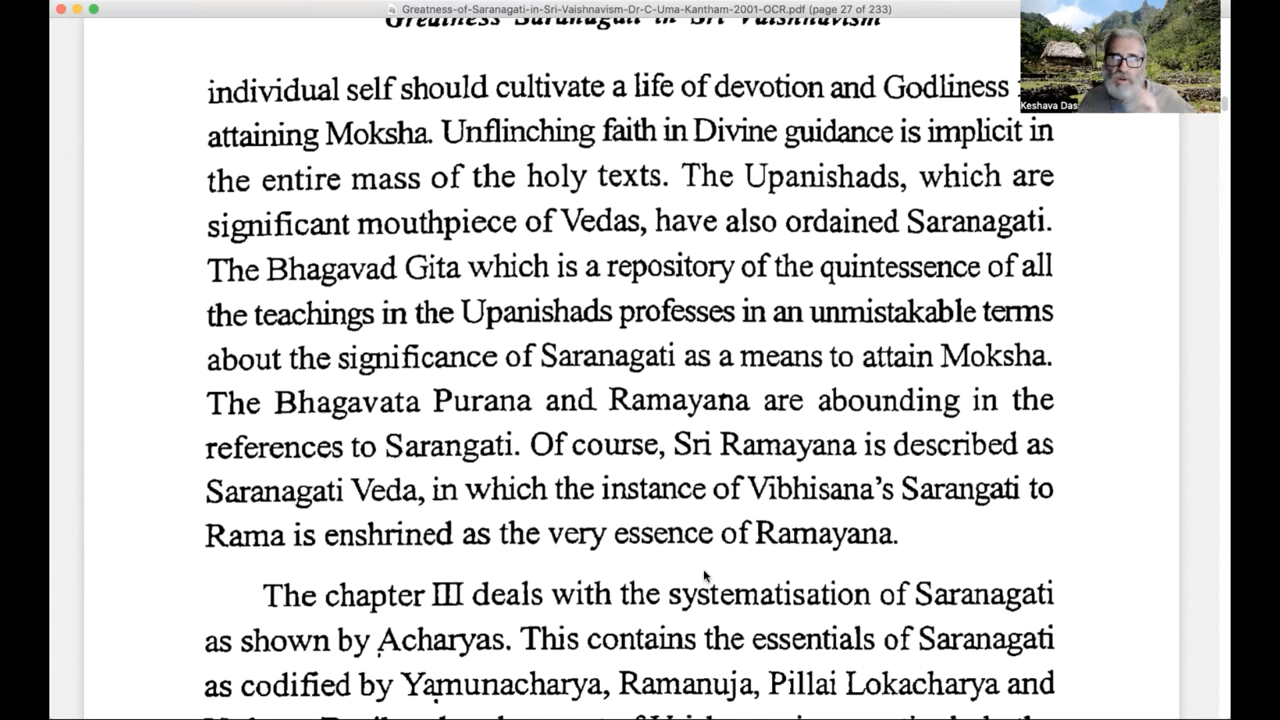 Greatness-of-Saranagati-in-Sri-Vaishnavism-Dr-C-Uma-Kantham-2001-OCR.pdf (page 27 of 233)
Greatness Saranagati in Sri Vaishnavism
individual self should cultivate a life of devotion and Godliness
Keshava Das
attaining Moksha. Unflinching faith in Divine guidance is implicit in
the entire mass of the holy texts. The Upanishads, which are
significant mouthpiece of Vedas, have also ordained Saranagati.
The Bhagavad Gita which is a repository of the quintessence of all
the teachings in the Upanishads professes in an unmistakable terms
about the significance of Saranagati as a means to attain Moksha.
The Bhagavata Purana and Ramayana are abounding in the
references to Sarangati. Of course, Sri Ramayana is described as
Saranagati Veda, in which the instance of Vibhisana's Sarangati to
Rama is enshrined as the very essence of Ramayana.
The chapter III deals with the systematisation of Saranagati
as shown by Acharyas. This contains the essentials of Saranagati
as codified by Yamunacharya, Ramanuja, Pillai Lokacharya and